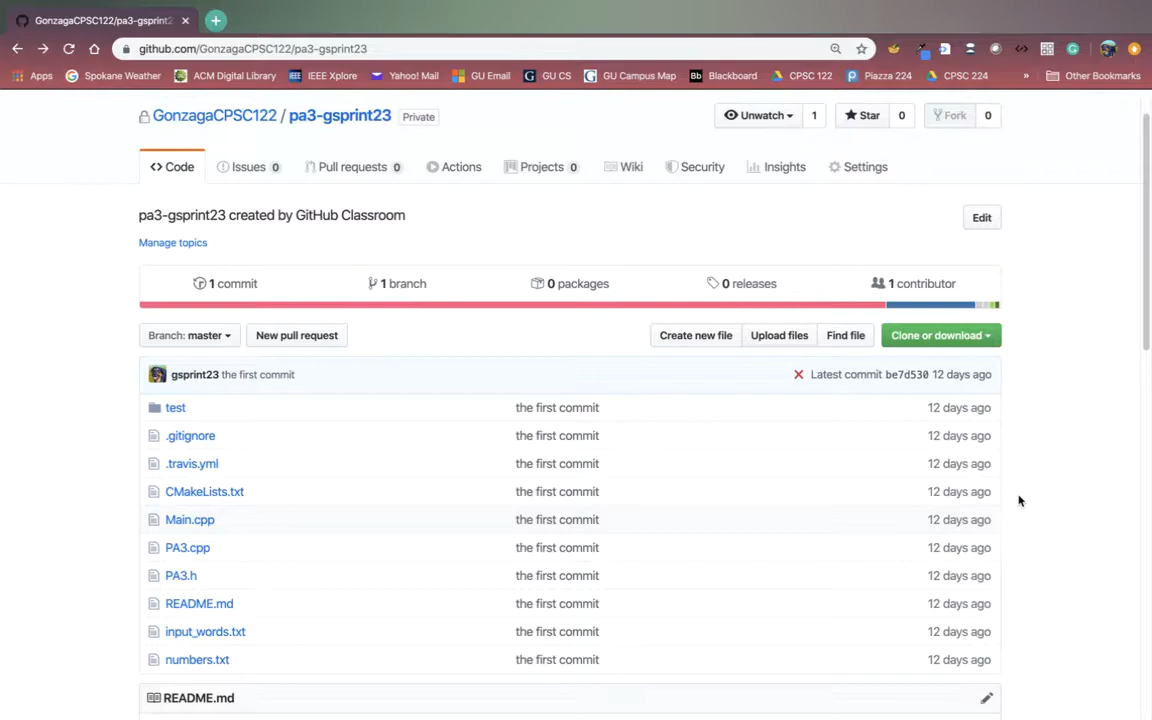 GonzagaCPSC122/pa3-gsprint2
github.com/GonzagaCPSC122/pa3-gsprint23
Apps Spokane Weather ACM Digital Library IEEE Xplore Yahoo! Mail GU Email GU CS GU Campus Map Bb Blackboard CPSC 122 Piazza 224 CPSC 224 » Other Bookmarks
GonzagaCPSC122 / pa3-gsprint23 Private
Unwatch 1 Star 0 Fork 0
Code Issues 0 Pull requests 0 Actions Projects 0 Wiki Security Insights Settings
pa3-gsprint23 created by GitHub Classroom
Edit
Manage topics
1 commit 1 branch 0 packages 0 releases 1 contributor
Branch: master New pull request Create new file Upload files Find file Clone or download
gsprint23 the first commit Latest commit be7d530 12 days ago
test the first commit 12 days ago
.gitignore the first commit 12 days ago
.travis.yml the first commit 12 days ago
CMakeLists.txt the first commit 12 days ago
Main.cpp the first commit 12 days ago
PA3.cpp the first commit 12 days ago
PA3.h the first commit 12 days ago
README.md the first commit 12 days ago
input_words.txt the first commit 12 days ago
numbers.txt the first commit 12 days ago
README.md